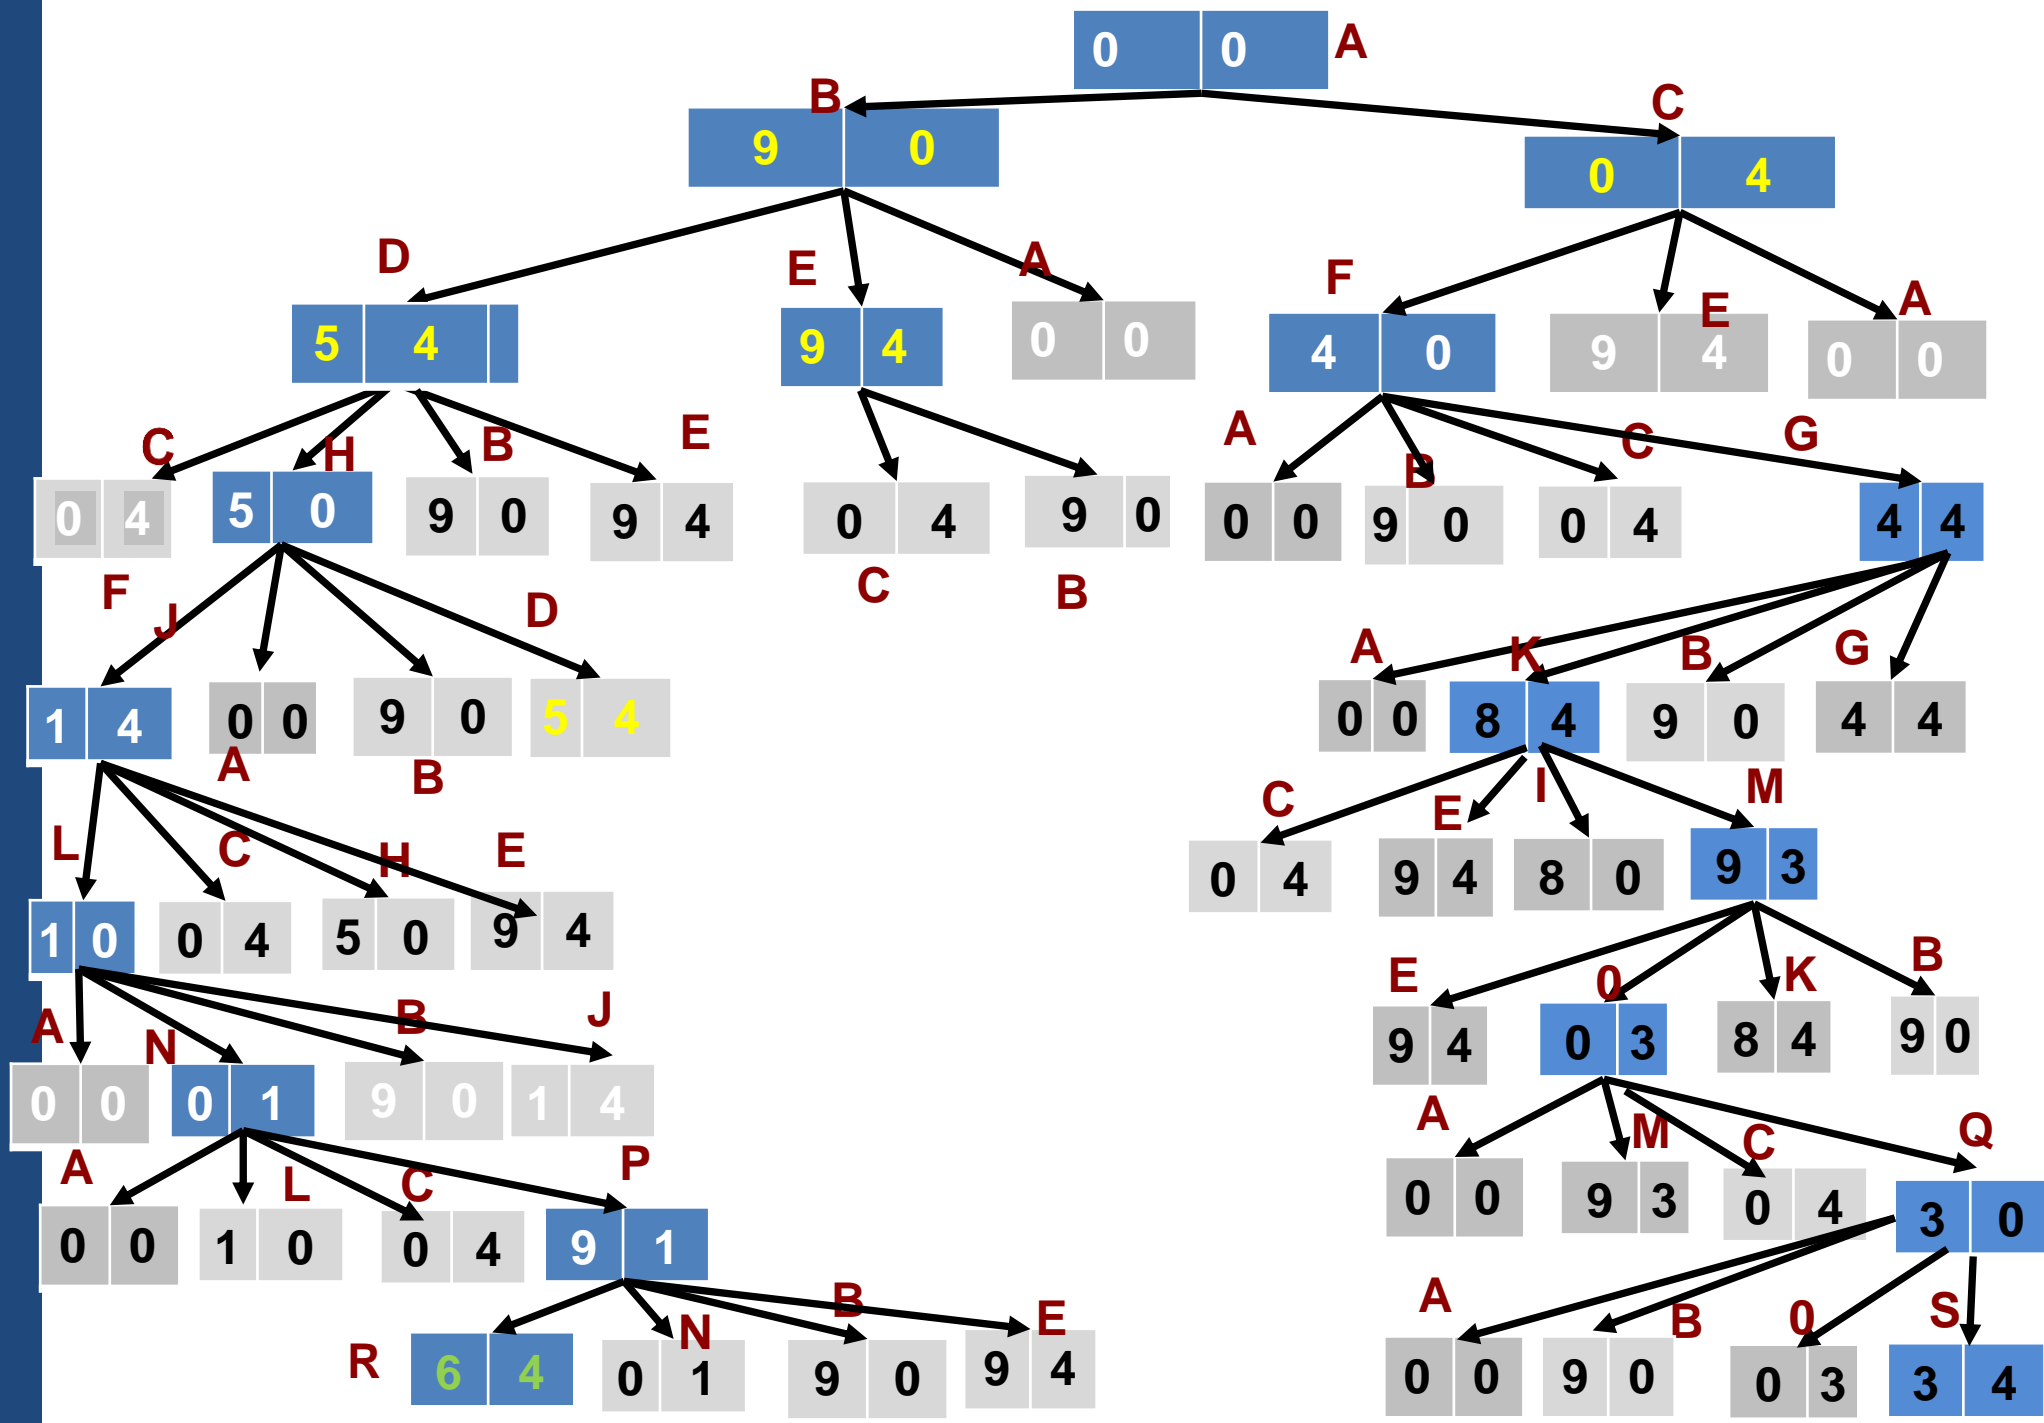 0 0 A
B C
9 0
0 4
D E A F E A
5 4 9 4 0 0 4 0 9 4 0 0
C H B E A B C G
0 4 5 0 9 0 9 4 0 4 9 0 0 0 9 0 0 4 4 4
F J D C B
A K B G
1 4 0 0 9 0 5 4 0 0 8 4 9 0 4 4
A B
C E I M
L C H E
0 4 9 4 8 0 9 3
1 0 0 4 5 0 9 4
E 0 K B
A N B J
9 4 0 3 8 4 9 0
0 0 0 1 9 0 1 4
A M C Q
A L C P
0 0 9 3 0 4 3 0
0 0 1 0 0 4 9 1
A B 0 S
R N B E
6 4 0 1 9 0 9 4 0 0 9 0 0 3 3 4